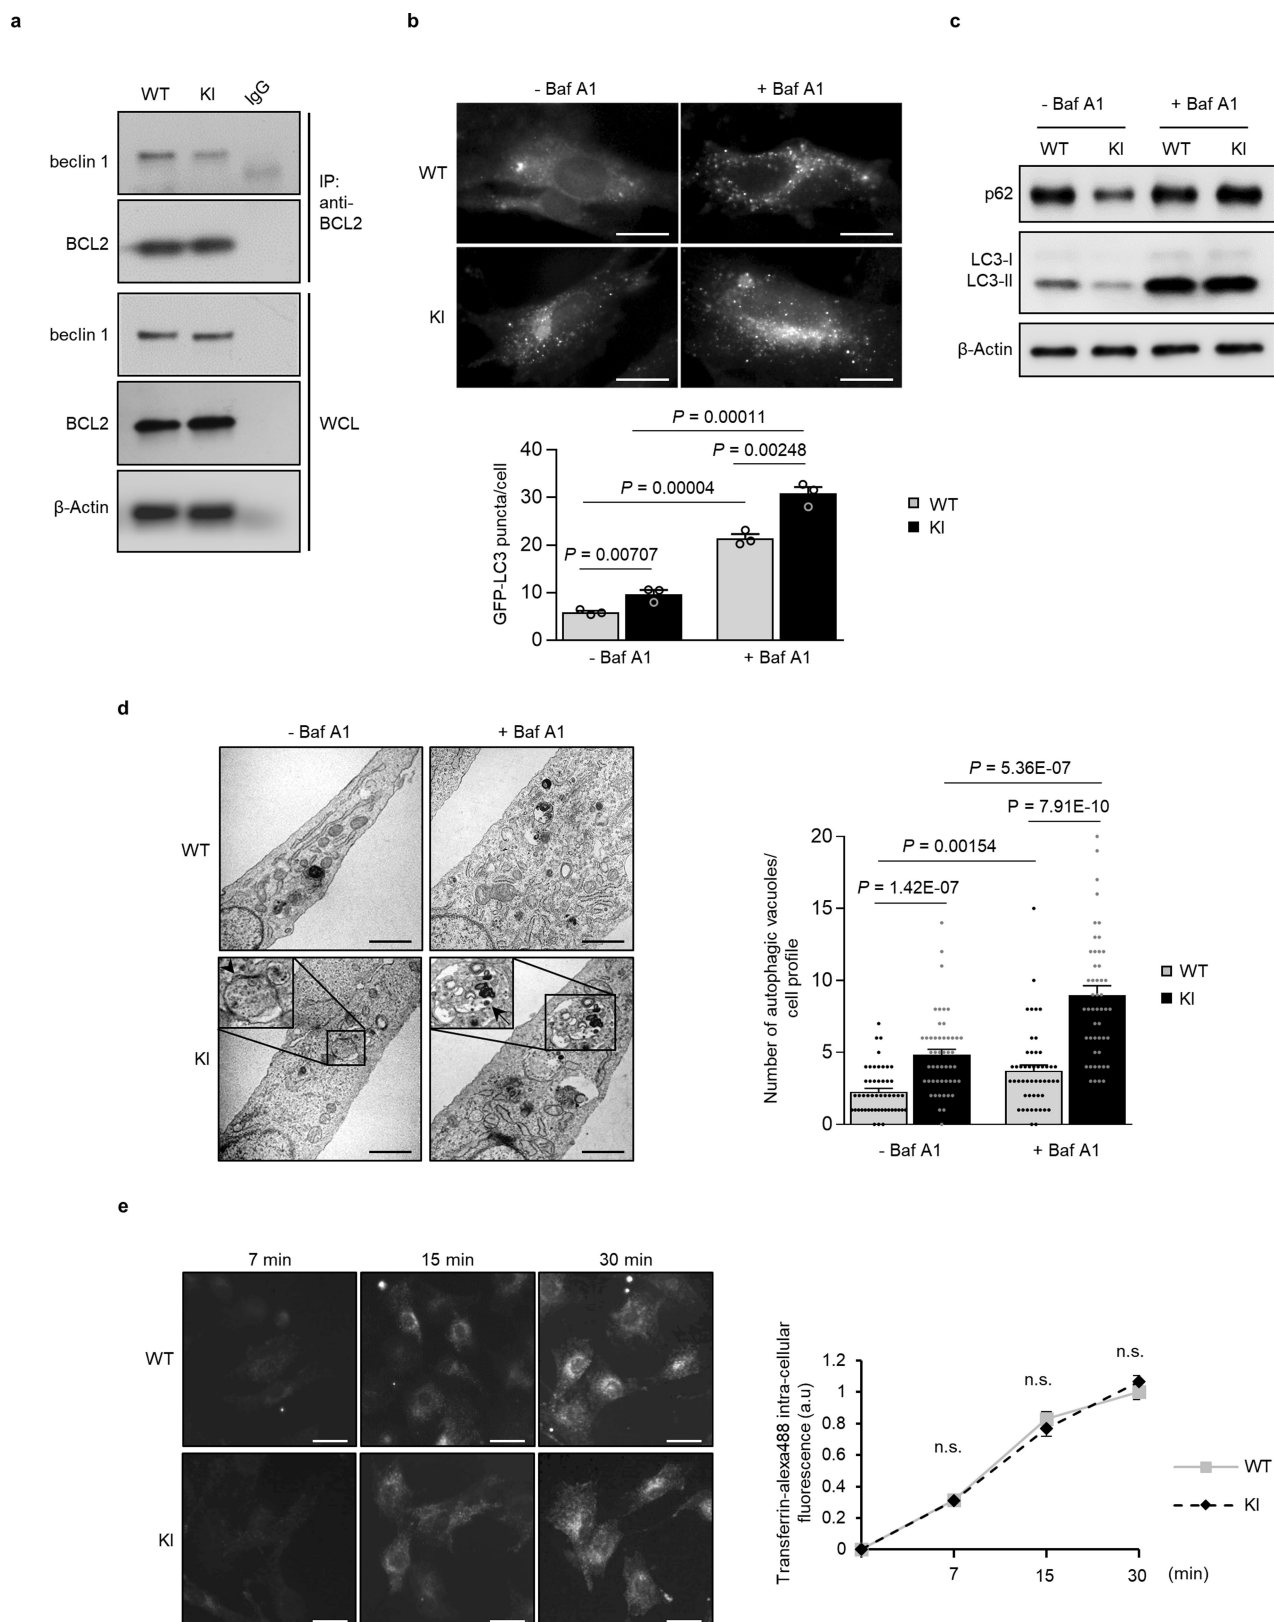 a
WT
KI
IgG
beclin 1
BCL2
IP:
anti-
BCL2
beclin 1
BCL2
β-Actin
WCL
b
- Baf A1
+ Baf A1
WT
KI
P = 0.00011
P = 0.00248
P = 0.00004
P = 0.00707
GFP-LC3 puncta/cell
40
30
20
10
0
- Baf A1
+ Baf A1
WT
KI
c
- Baf A1
+ Baf A1
WT
KI
WT
KI
p62
LC3-I
LC3-II
β-Actin
d
- Baf A1
+ Baf A1
WT
KI
P = 5.36E-07
P = 7.91E-10
P = 0.00154
P = 1.42E-07
Number of autophagic vacuoles/
cell profile
20
15
10
5
0
- Baf A1
+ Baf A1
WT
KI
e
7 min
15 min
30 min
WT
KI
Transferrin-alexa488 intra-cellular
fluorescence (a.u)
1.2
1
0.8
0.6
0.4
0.2
0
n.s.
n.s.
n.s.
7
15
30
(min)
WT
KI